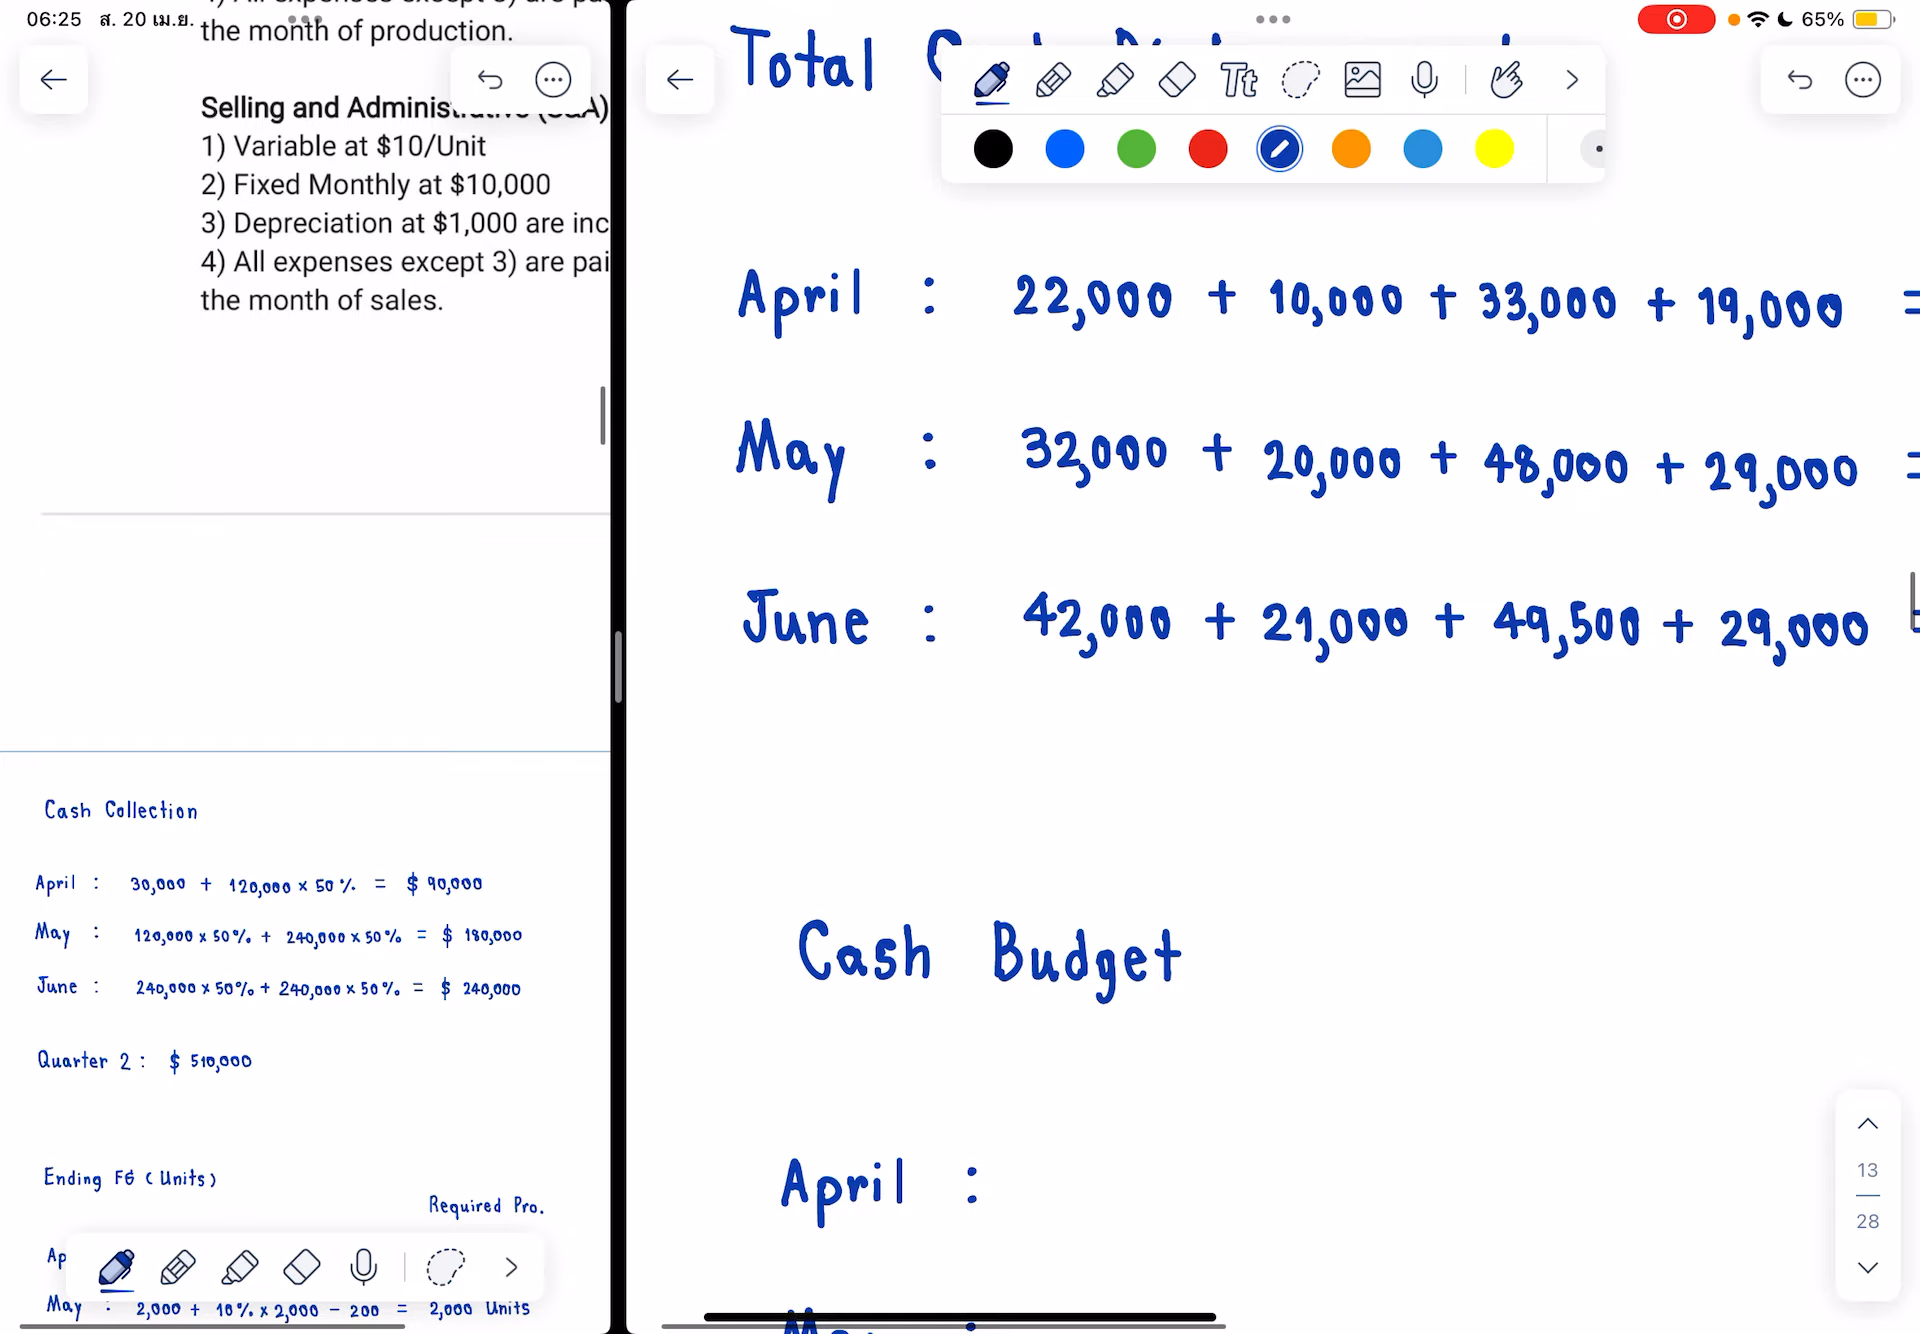 06:25 ส. 20 เม.ย.
65%
the month of production.
Selling and
1) Variable at $10/Unit
2) Fixed Monthly at $10,000
3) Depreciation at $1,000 are inc
4) All expenses except 3) are pai
the month of sales.
Cash Collection
April : 30,000 + 120,000 x 50 % = $ 90,000
May : 120,000 x 50 % + 240,000 x 50 % = $ 180,000
June : 240,000 x 50 % + 240,000 x 50 % = $ 240,000
Quarter 2 : $ 510,000
Ending FG ( Units )
Required Pro.
Ap
May : 2,000 + 10 % x 2,000 - 200 = 2,000 Units
Total
Tt
April : 22,000 + 10,000 + 33,000 + 19,000 =
May : 32,000 + 20,000 + 48,000 + 29,000 =
June : 42,000 + 21,000 + 49,500 + 29,000 =
Cash Budget
April :
13
28